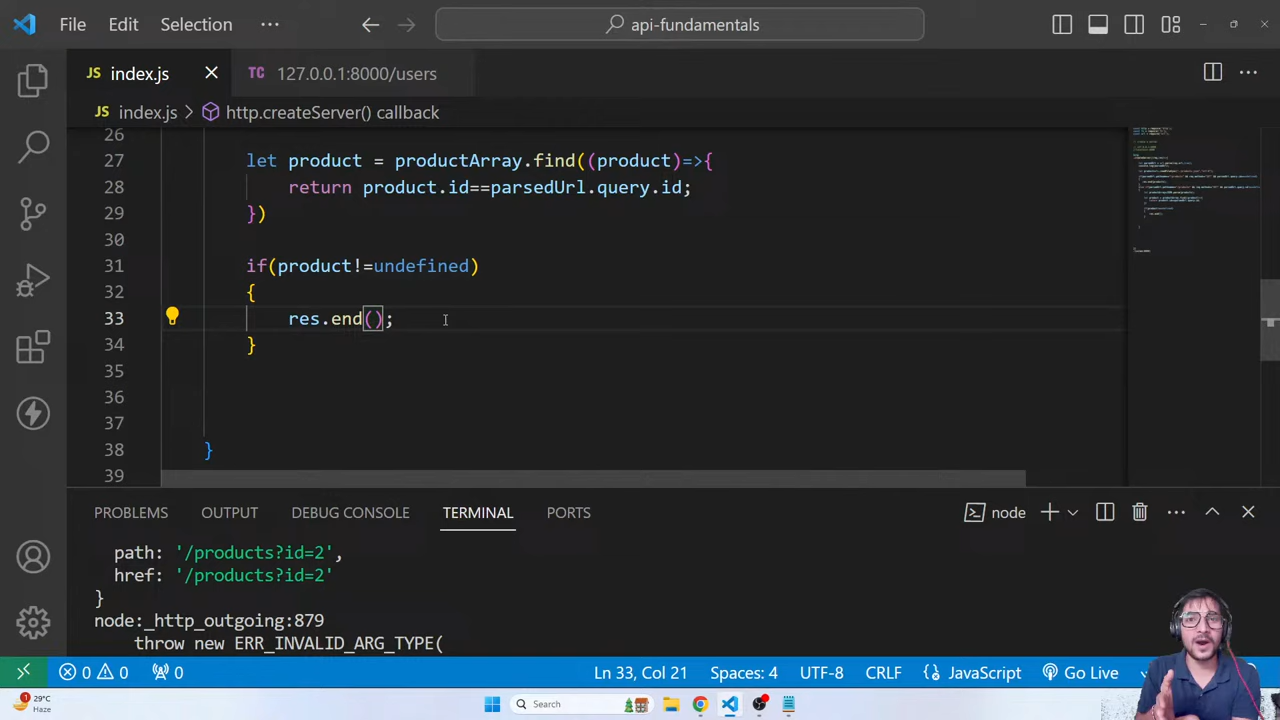 File Edit Selection ··· api-fundamentals
JS index.js TC 127.0.0.1:8000/users
JS index.js > http.createServer() callback
26
27 let product = productArray.find((product)=>{
28 return product.id==parsedUrl.query.id;
29 })
30
31 if(product!=undefined)
32 {
33 res.end();
34 }
35
36
37
38 }
39
PROBLEMS OUTPUT DEBUG CONSOLE TERMINAL PORTS node
path: '/products?id=2',
href: '/products?id=2'
}
node:_http_outgoing:879
throw new ERR_INVALID_ARG_TYPE(
0 0 0 Ln 33, Col 21 Spaces: 4 UTF-8 CRLF {} JavaScript Go Live
29°C
Haze
Search